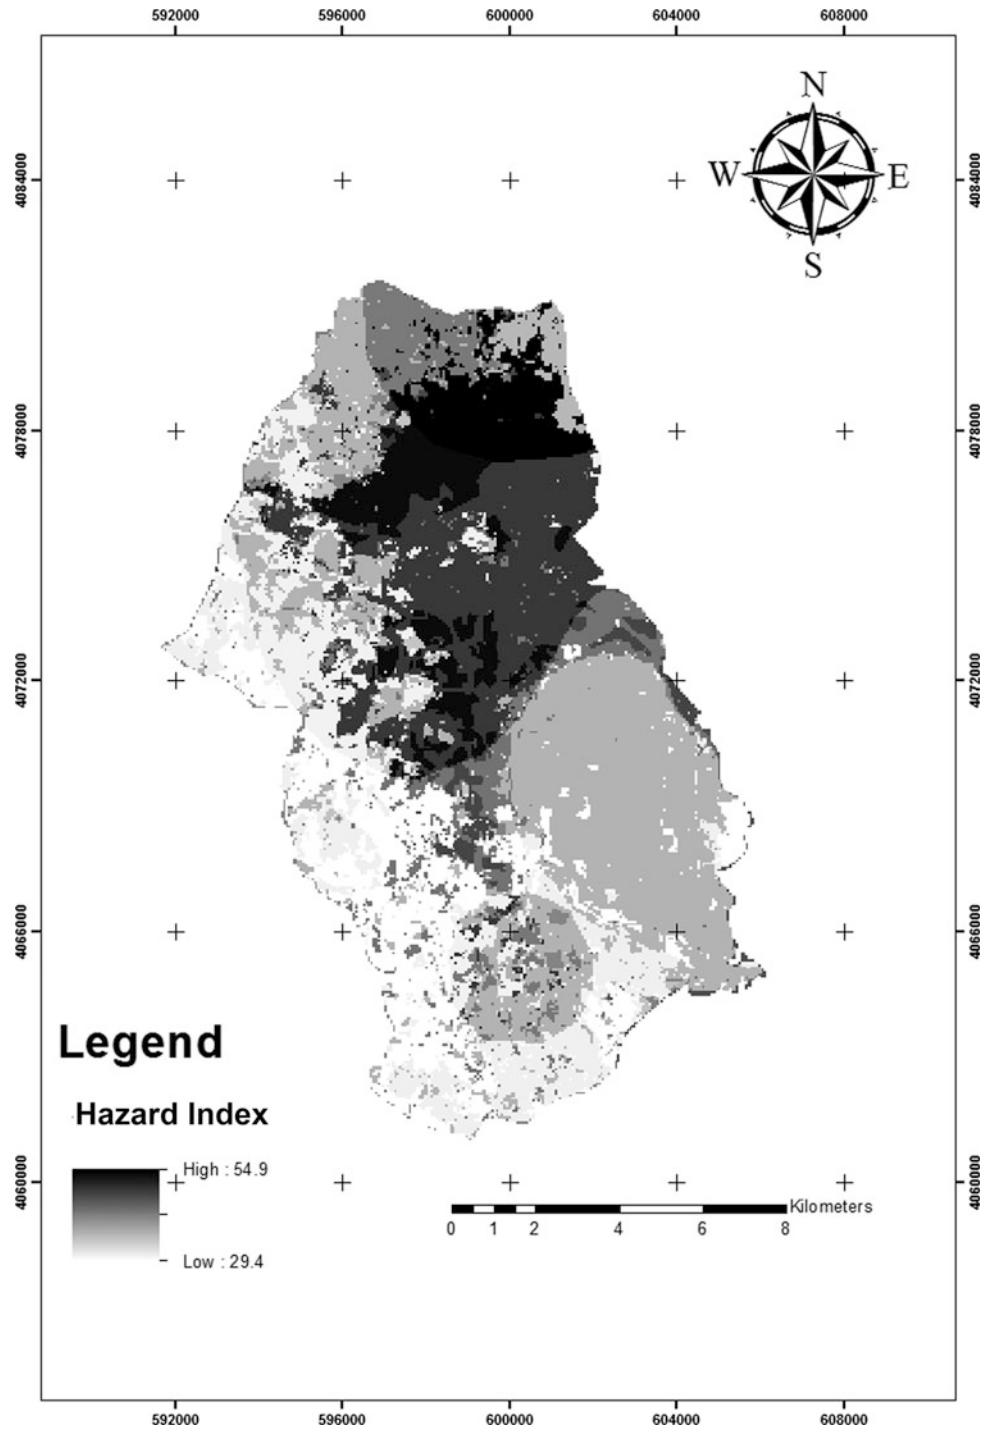 592000 596000 600000 604000 608000
N
W E
S
4084000 4084000
4078000 4078000
4072000 4072000
4066000 4066000
Legend
Hazard Index
High : 54.9
Low : 29.4
4060000 4060000
Kilometers
0 1 2 4 6 8
592000 596000 600000 604000 608000